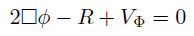 2□ϕ − R + V_Φ = 0